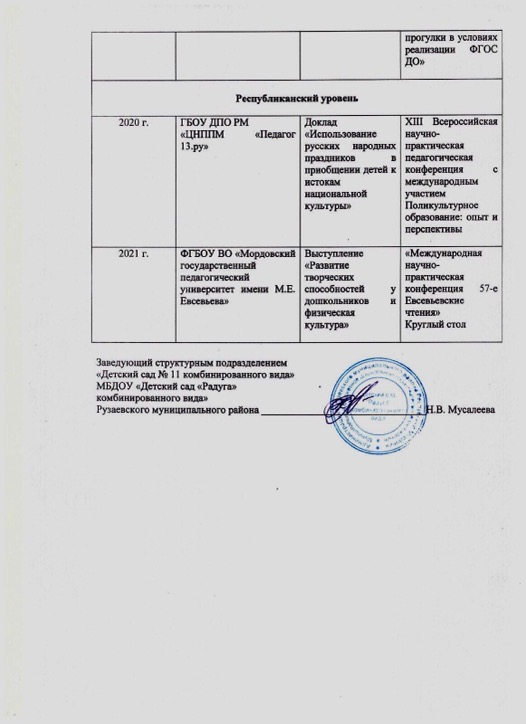 прогулки в условиях
реализации ФГОС
ДО»
Республиканский уровень
2020 г.
ГБОУ ДПО РМ
«ЦНППМ «Педагог
13.ру»
Доклад
«Использование
русских народных
праздников в
приобщении детей к
истокам
национальной
культуры»
XIII Всероссийская
научно-
практическая
педагогическая
конференция с
международным
участием
Поликультурное
образование: опыт и
перспективы
2021 г.
ФГБОУ ВО «Мордовский
государственный
педагогический
университет имени М.Е.
Евсевьева»
Выступление
«Развитие
творческих
способностей у
дошкольников и
физическая
культура»
«Международная
научно-
практическая
конференция 57-е
Евсевьевские
чтения»
Круглый стол
Заведующий структурным подразделением
«Детский сад № 11 комбинированного вида»
МБДОУ «Детский сад «Радуга»
комбинированного вида»
Рузаевского муниципального района Н.В. Мусалеева